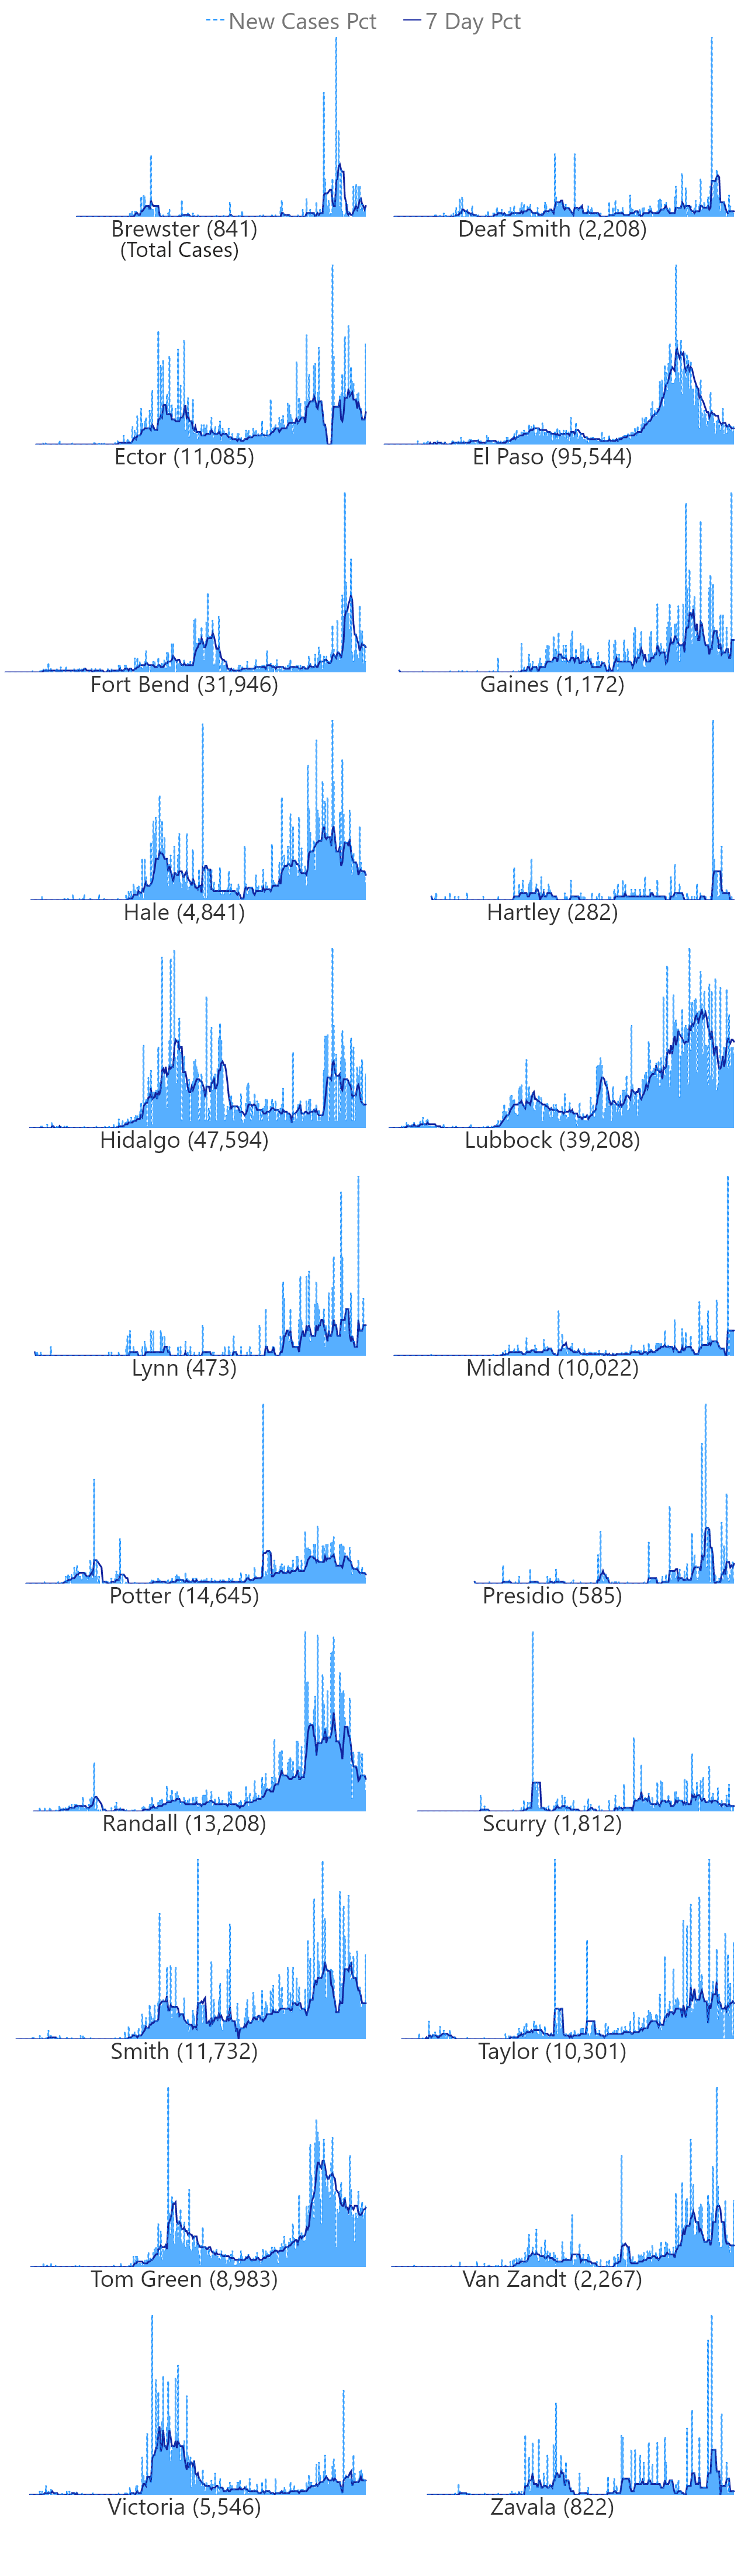 New Cases Pct 7 Day Pct
Brewster (841) Deaf Smith (2,208)
(Total Cases)
Ector (11,085) El Paso (95,544)
Fort Bend (31,946) Gaines (1,172)
Hale (4,841) Hartley (282)
Hidalgo (47,594) Lubbock (39,208)
Lynn (473) Midland (10,022)
Potter (14,645) Presidio (585)
Randall (13,208) Scurry (1,812)
Smith (11,732) Taylor (10,301)
Tom Green (8,983) Van Zandt (2,267)
Victoria (5,546) Zavala (822)